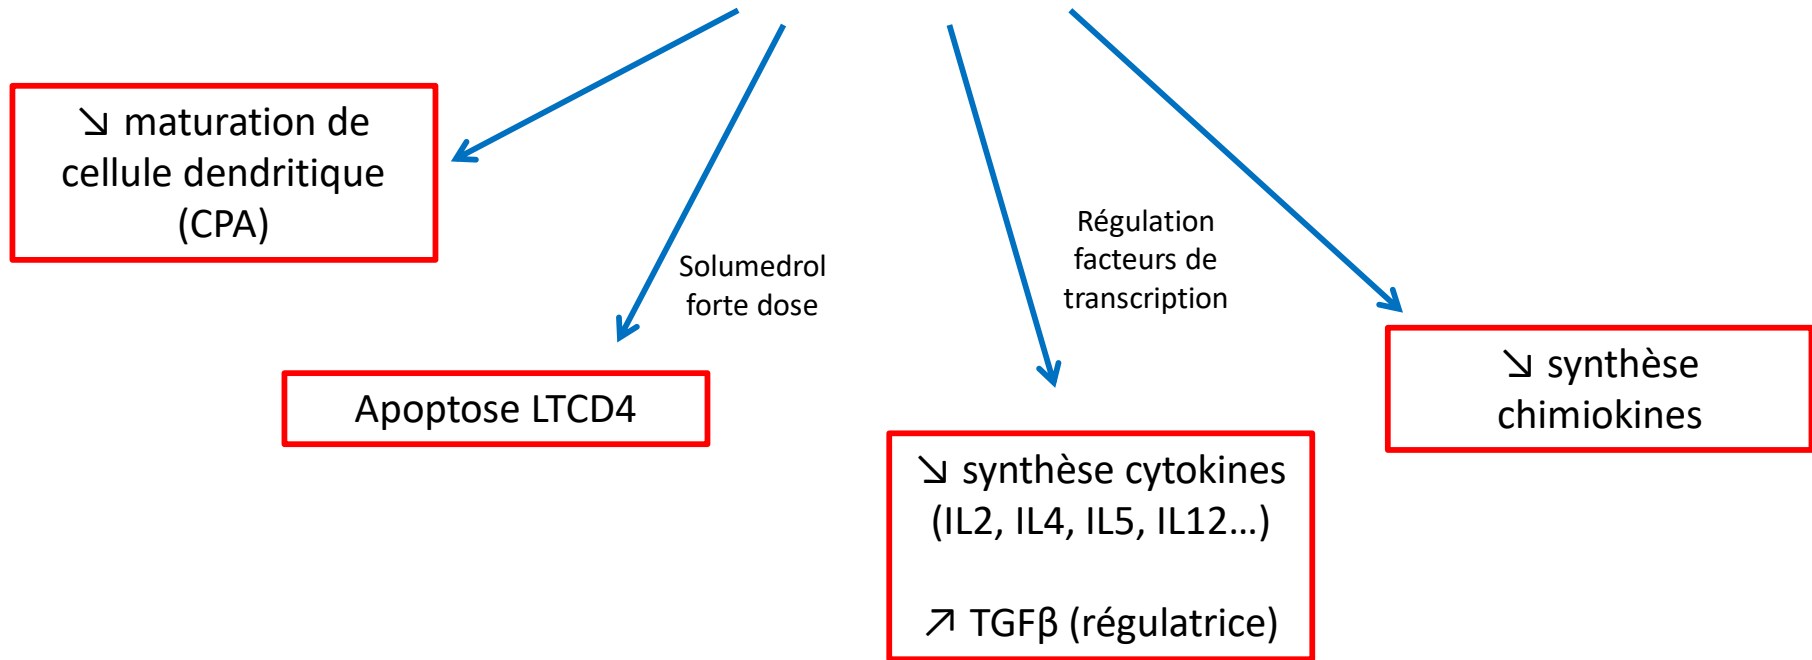 ↘ maturation de
cellule dendritique
(CPA)
Solumedrol
forte dose
Apoptose LTCD4
Régulation
facteurs de
transcription
↘ synthèse cytokines
(IL2, IL4, IL5, IL12...)
↗ TGFβ (régulatrice)
↘ synthèse
chimiokines